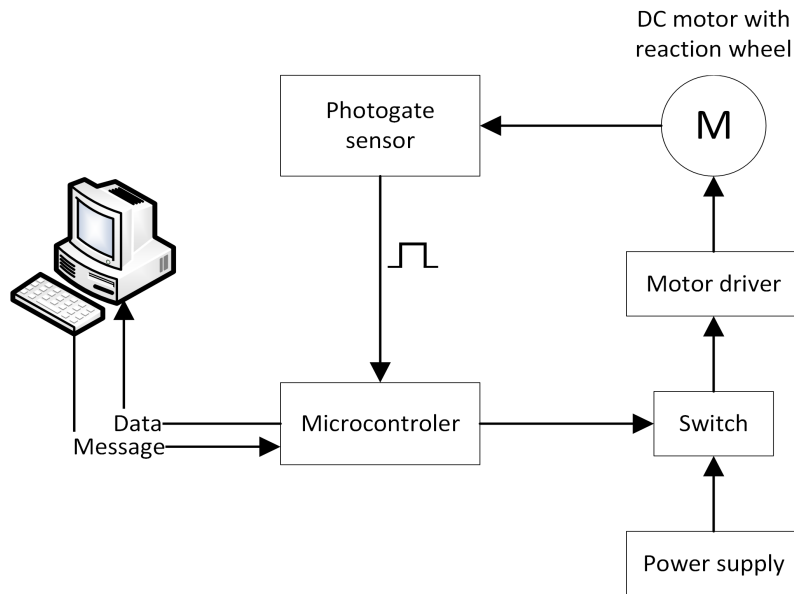 DC motor with
reaction wheel
Photogate
sensor
M
Motor driver
Data
Message
Microcontroler
Switch
Power supply